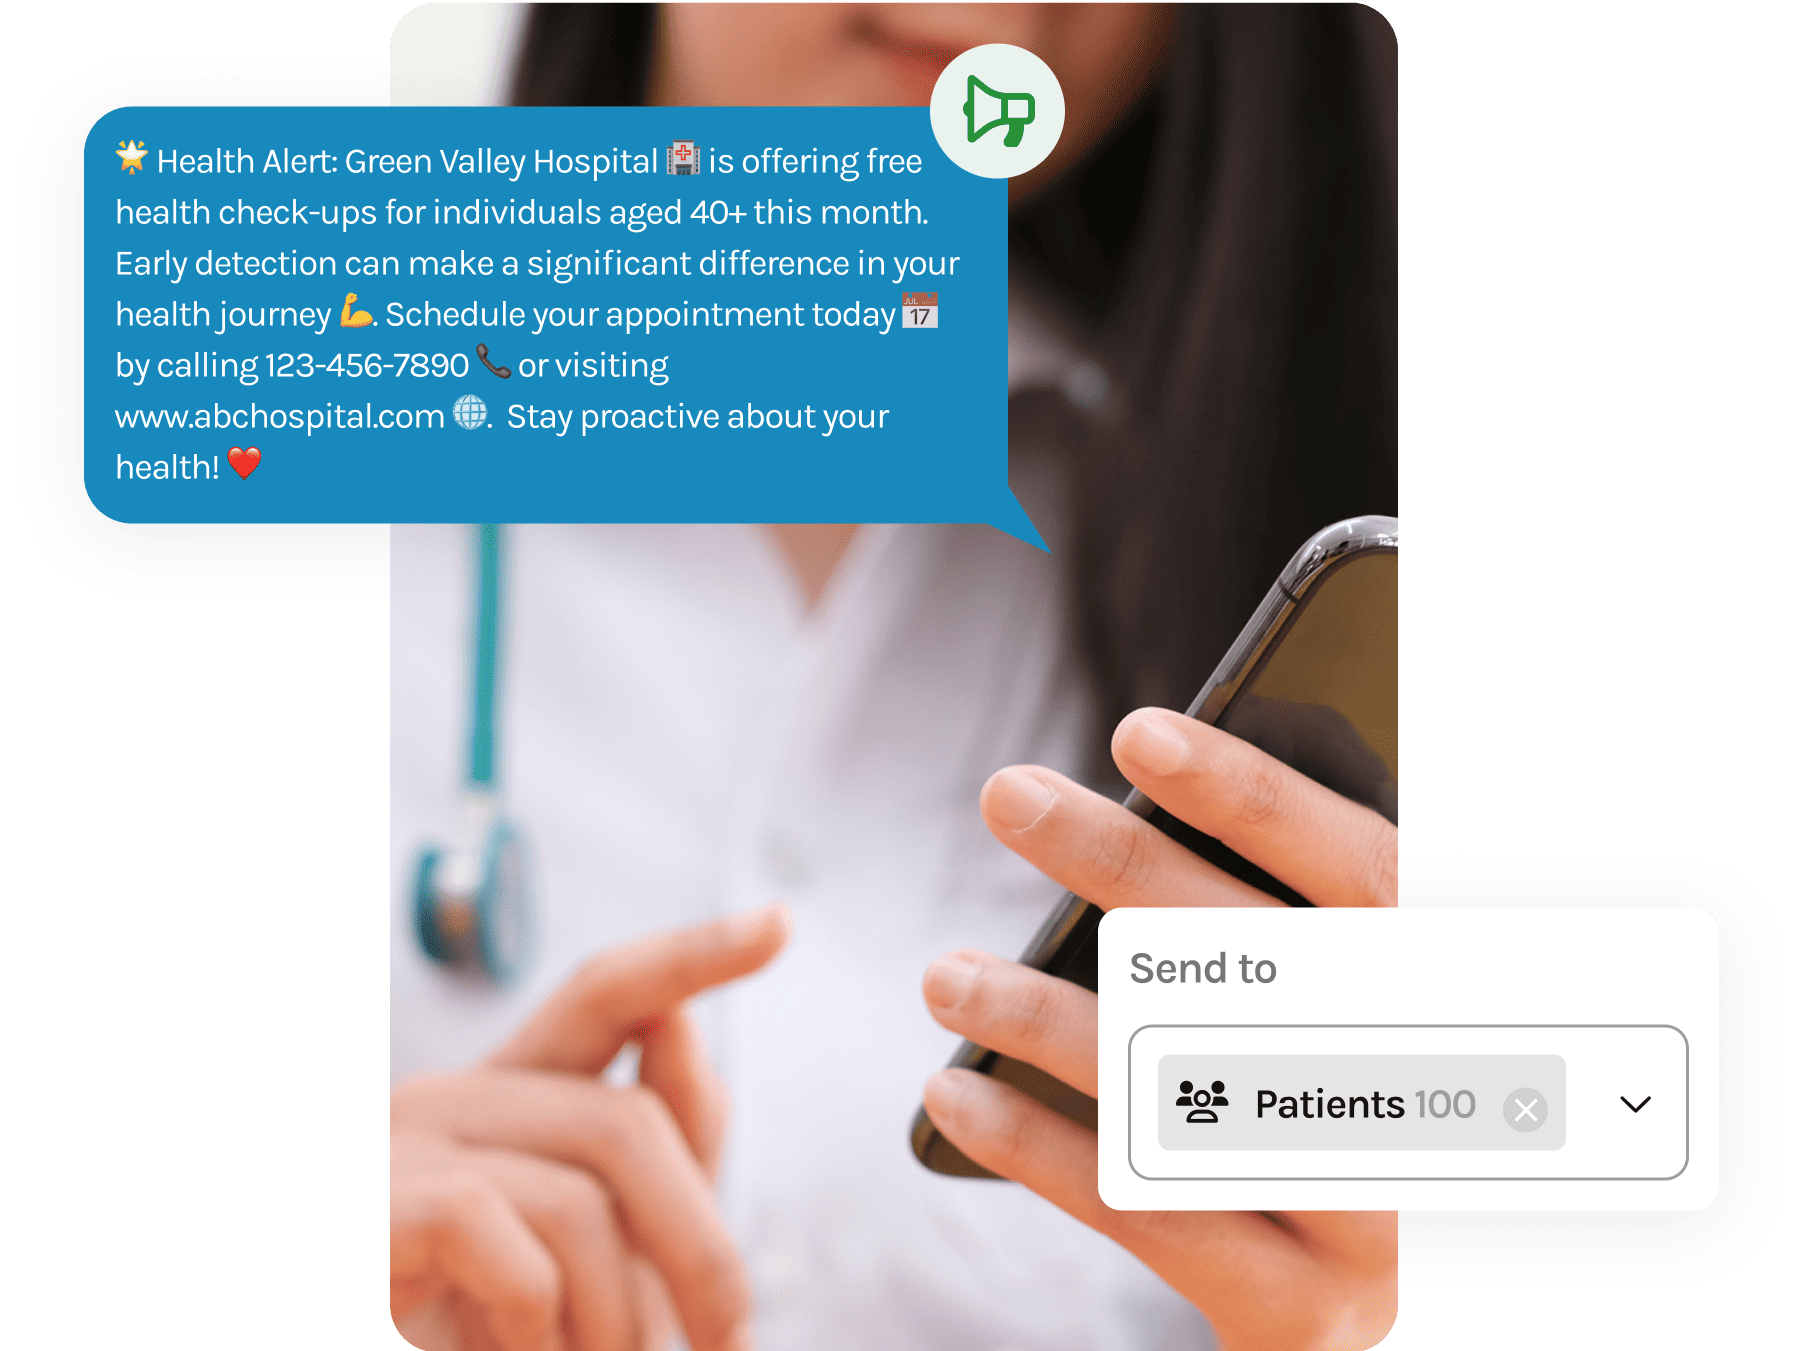 🌟 Health Alert: Green Valley Hospital 🏥 is offering free
health check-ups for individuals aged 40+ this month.
Early detection can make a significant difference in your
health journey 💪. Schedule your appointment today 📅
by calling 123-456-7890 📞 or visiting
www.abchospital.com 🌐.  Stay proactive about your
health! ❤️
Send to
Patients 100